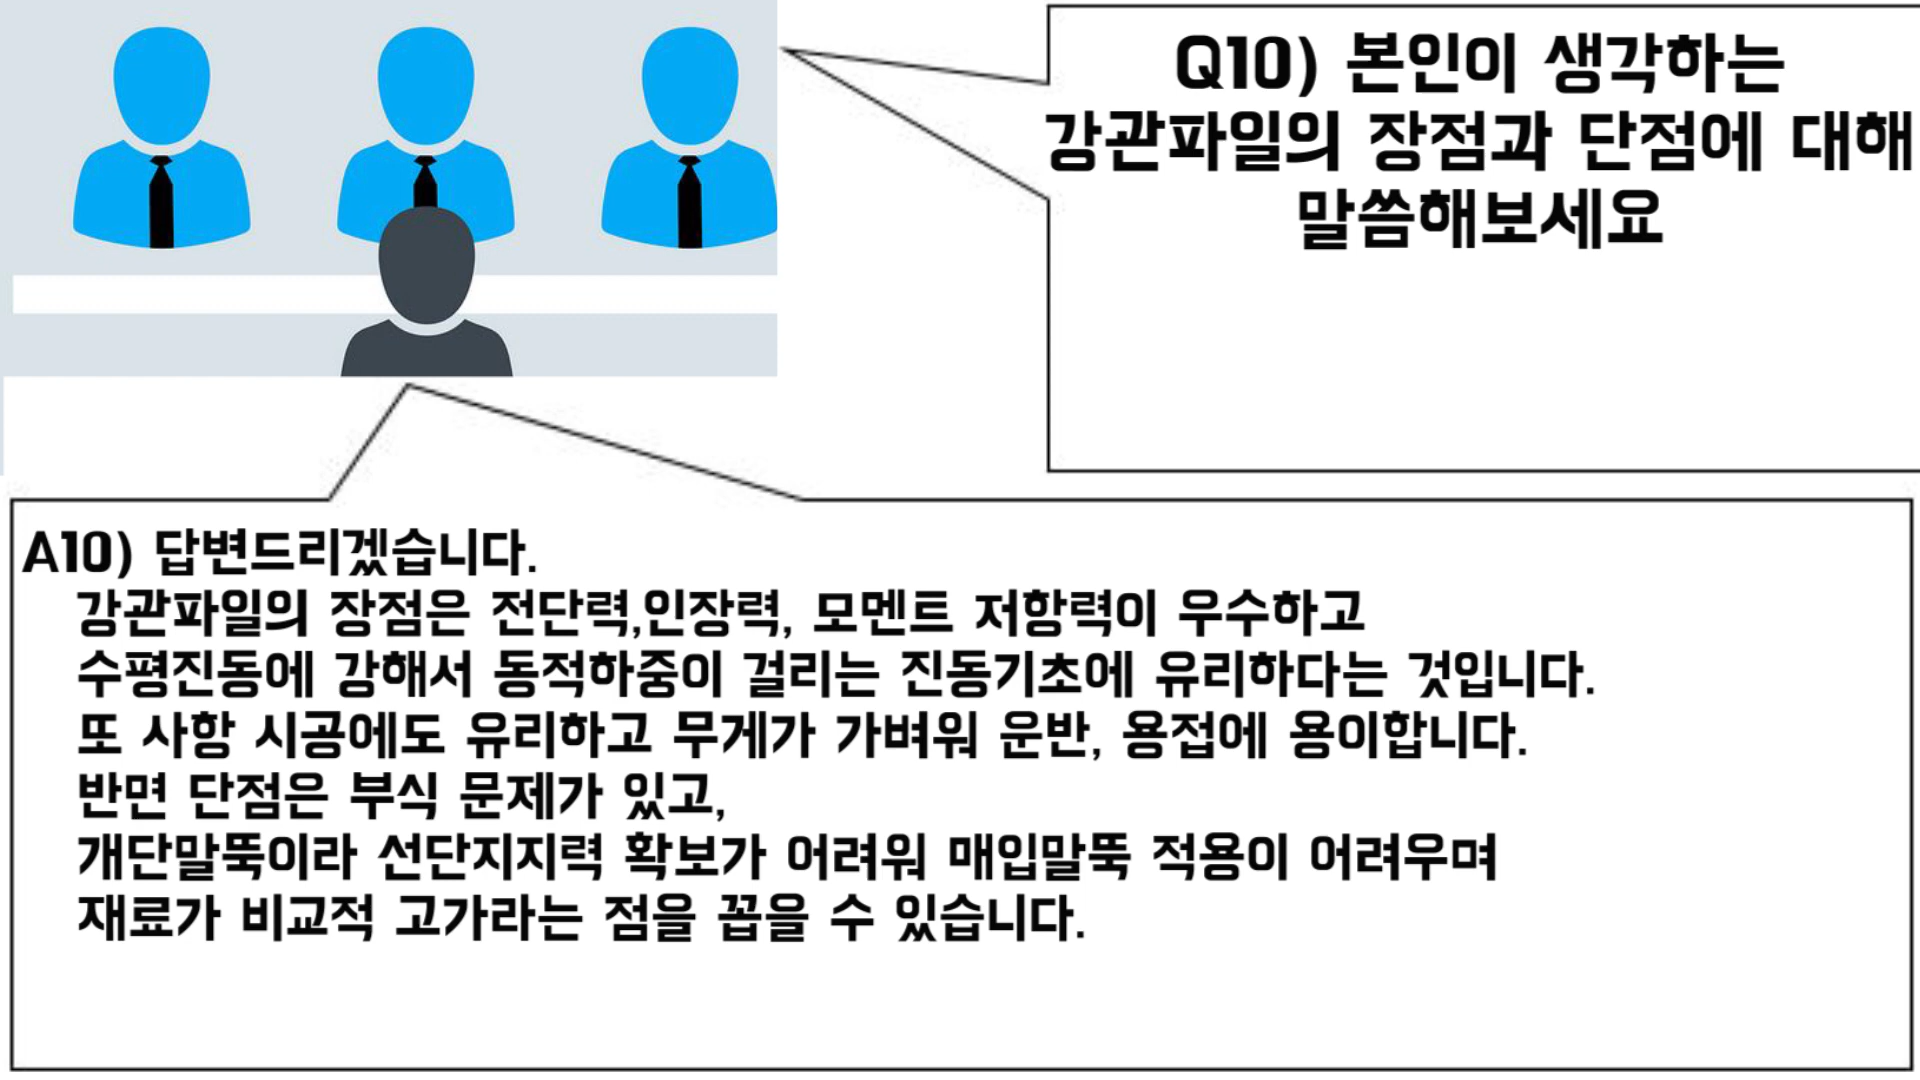 Q10) 본인이 생각하는
강관파일의 장점과 단점에 대해
말씀해보세요
A10) 답변드리겠습니다.
강관파일의 장점은 전단력,인장력, 모멘트 저항력이 우수하고
수평진동에 강해서 동적하중이 걸리는 진동기초에 유리하다는 것입니다.
또 사항 시공에도 유리하고 무게가 가벼워 운반, 용접에 용이합니다.
반면 단점은 부식 문제가 있고,
개단말뚝이라 선단지지력 확보가 어려워 매입말뚝 적용이 어려우며
재료가 비교적 고가라는 점을 꼽을 수 있습니다.